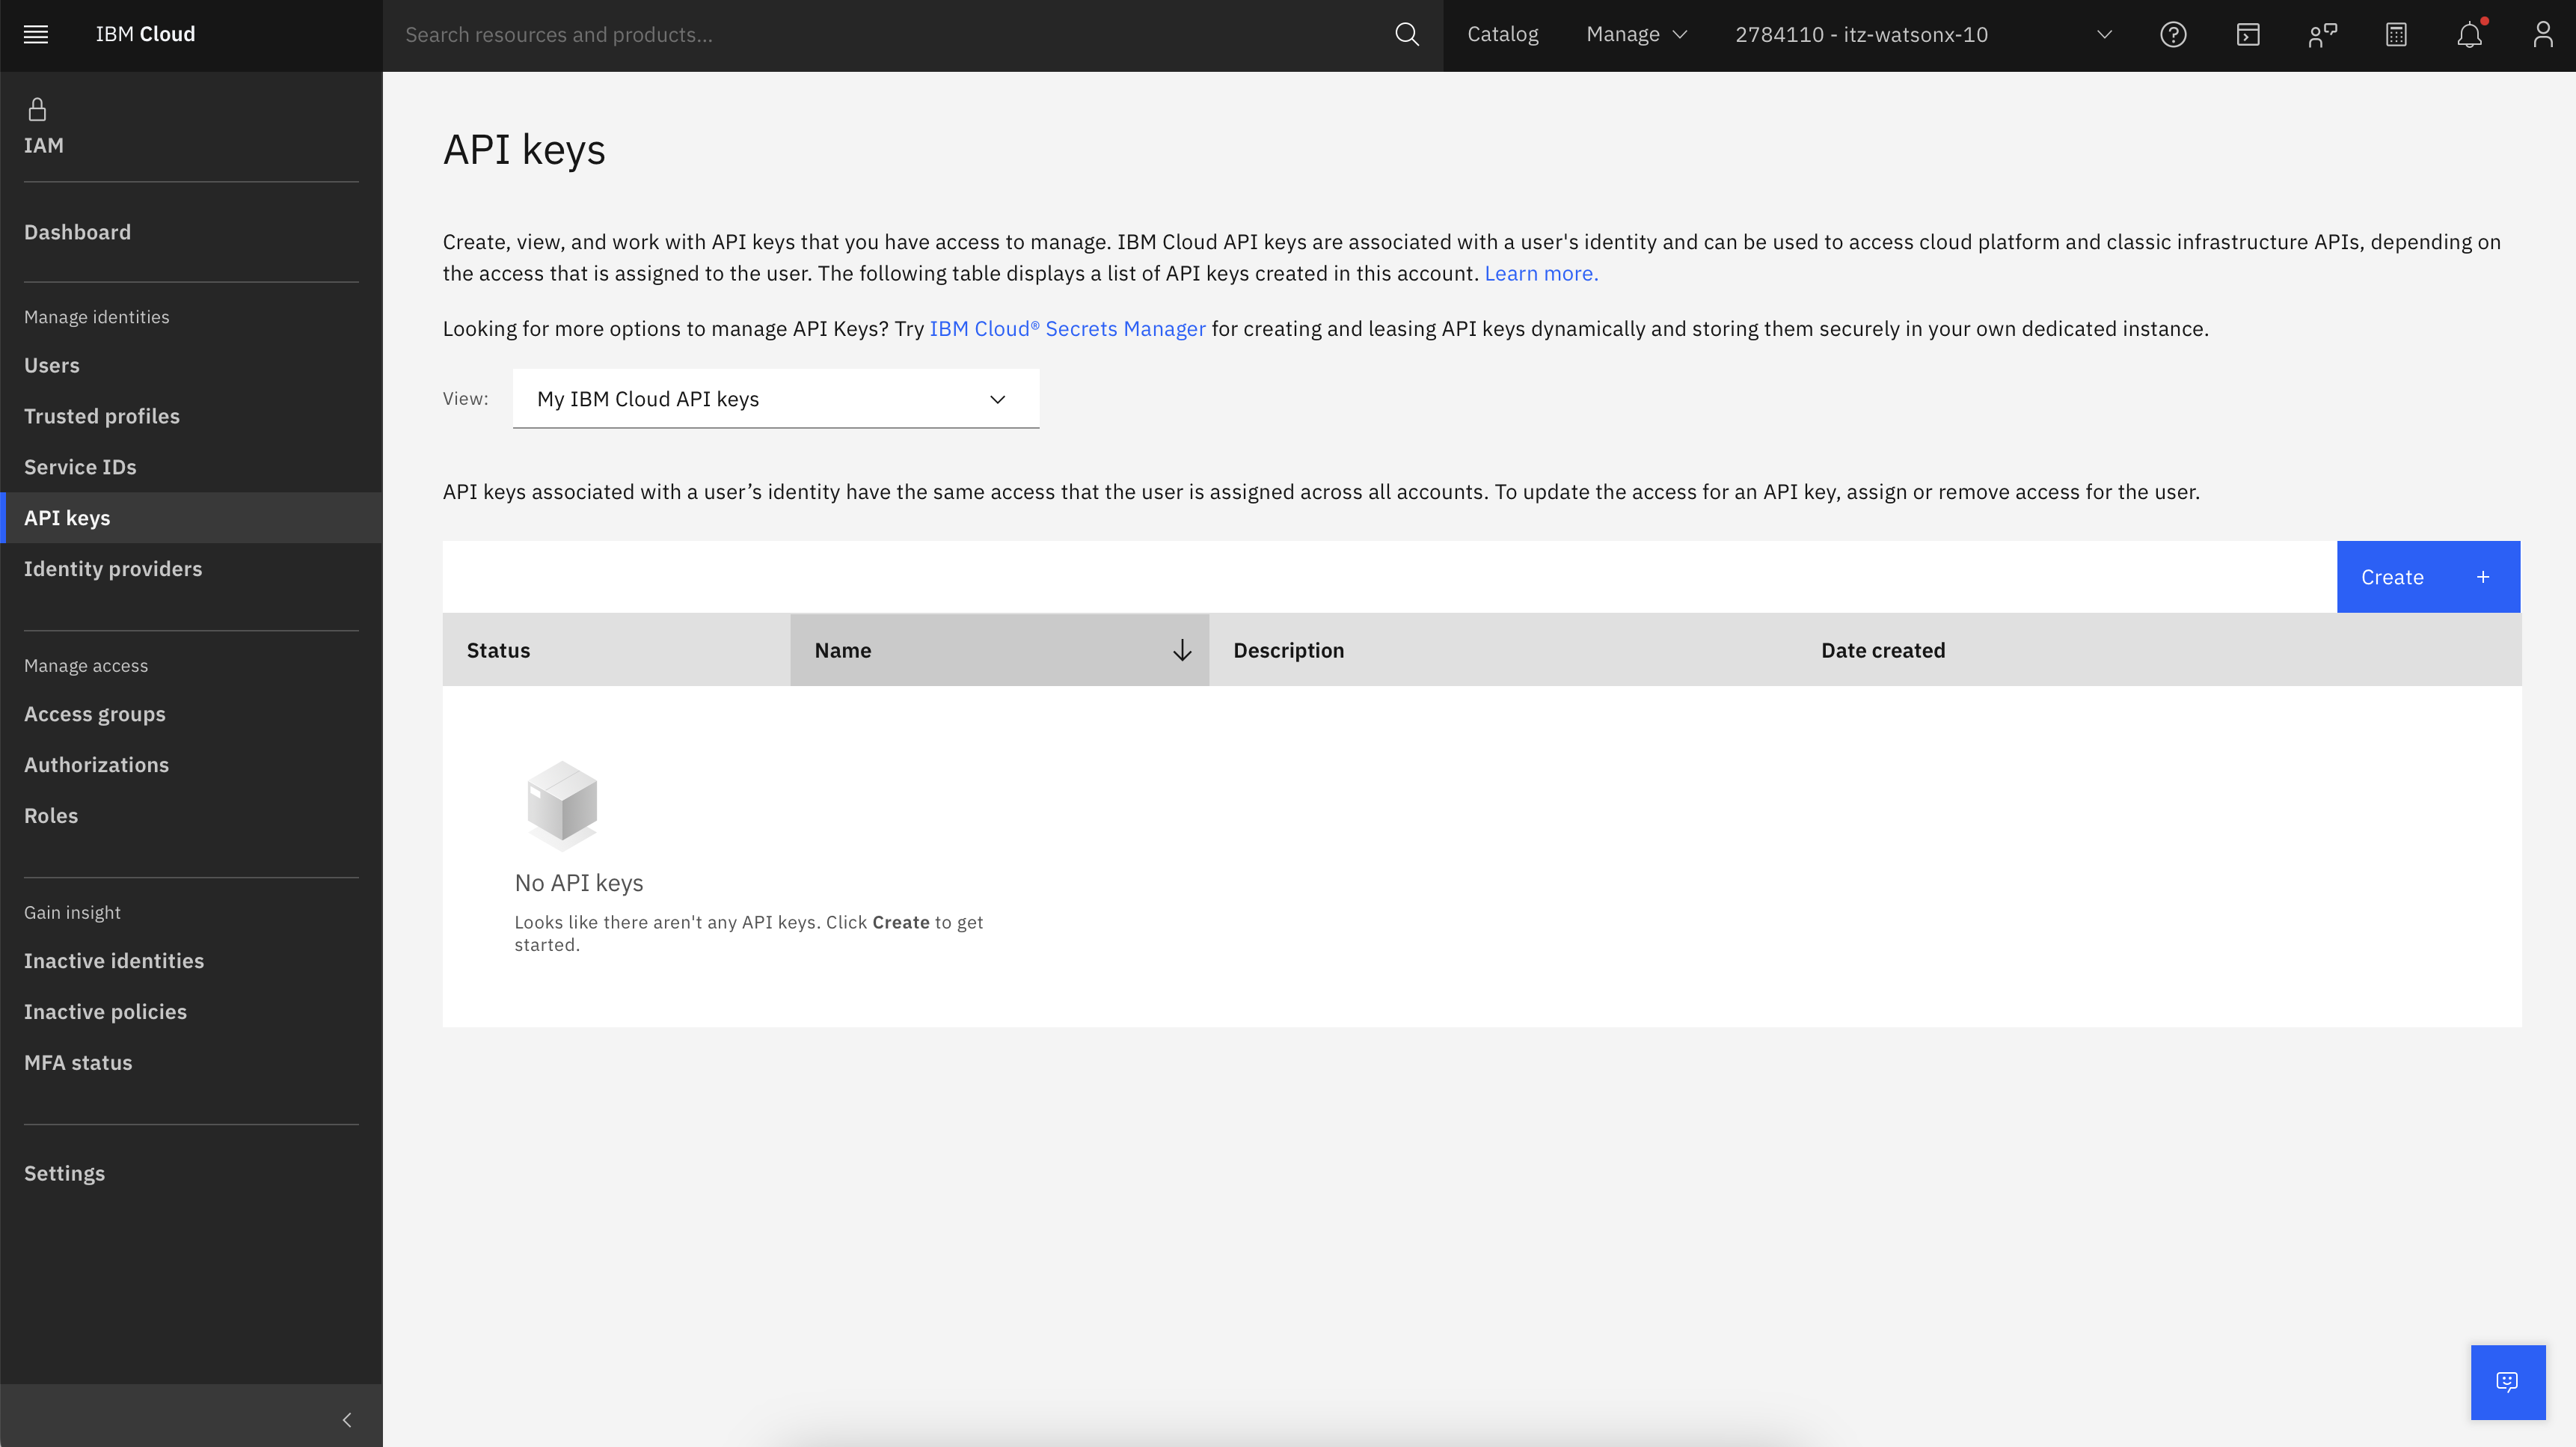 IBM Cloud
Search resources and products...
Catalog
Manage
2784110 - itz-watsonx-10
IAM
Dashboard
Manage identities
Users
Trusted profiles
Service IDs
API keys
Identity providers
Manage access
Access groups
Authorizations
Roles
Gain insight
Inactive identities
Inactive policies
MFA status
Settings
API keys
Create, view, and work with API keys that you have access to manage. IBM Cloud API keys are associated with a user's identity and can be used to access cloud platform and classic infrastructure APIs, depending on
the access that is assigned to the user. The following table displays a list of API keys created in this account. Learn more.
Looking for more options to manage API Keys? Try IBM Cloud® Secrets Manager for creating and leasing API keys dynamically and storing them securely in your own dedicated instance.
View:
My IBM Cloud API keys
API keys associated with a user’s identity have the same access that the user is assigned across all accounts. To update the access for an API key, assign or remove access for the user.
Create
Status
Name
Description
Date created
No API keys
Looks like there aren't any API keys. Click Create to get
started.